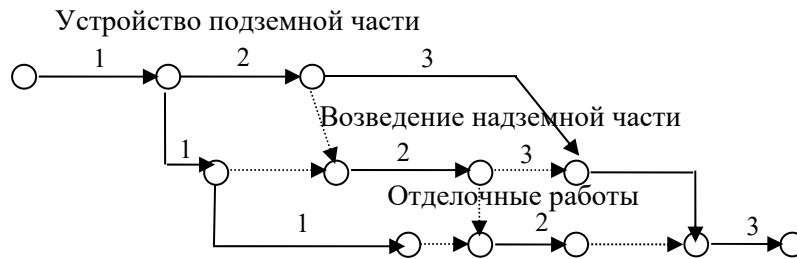 Устройство подземной части
1 2 3
Возведение надземной части
1 2 3
Отделочные работы
1 2 3